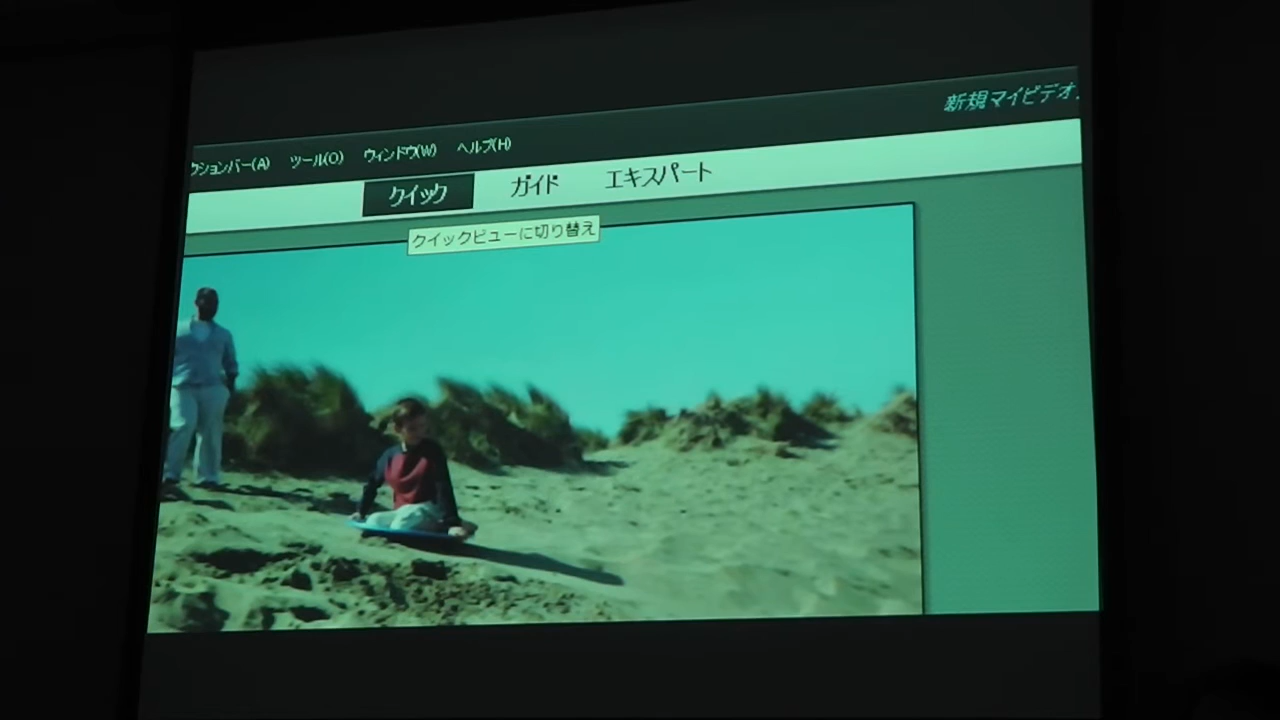 新規マイビデオ.
クションバー(A) ツール(O) ウィンドウ(W) ヘルプ(H)
クイック ガイド エキスパート
クイックビューに切り替え